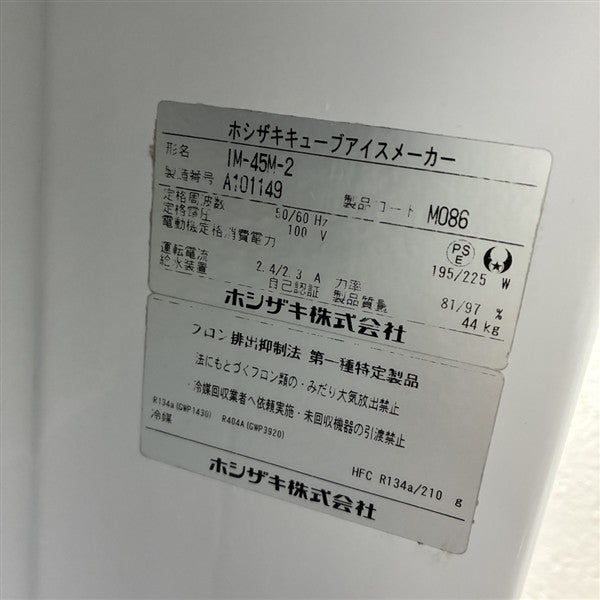 ホシザキキューブアイスメーカー
形名 IM-45M-2
製造番号 A101149 製品コード M086
定格周波数 50/60 Hz
定格電圧 100 V
電動機定格消費電力 195/225 W
PS
E
運転電流 2.4/2.3 A 力率 81/97 %
給水装置 自己認証 製品質量 44 kg
ホシザキ株式会社
フロン排出抑制法 第一種特定製品
法にもとづくフロン類の・みだり大気放出禁止
・冷媒回収業者へ依頼実施・未回収機器の引渡禁止
R134a(GWP1430) R404A(GWP3920)
冷媒 HFC R134a/210 g
ホシザキ株式会社